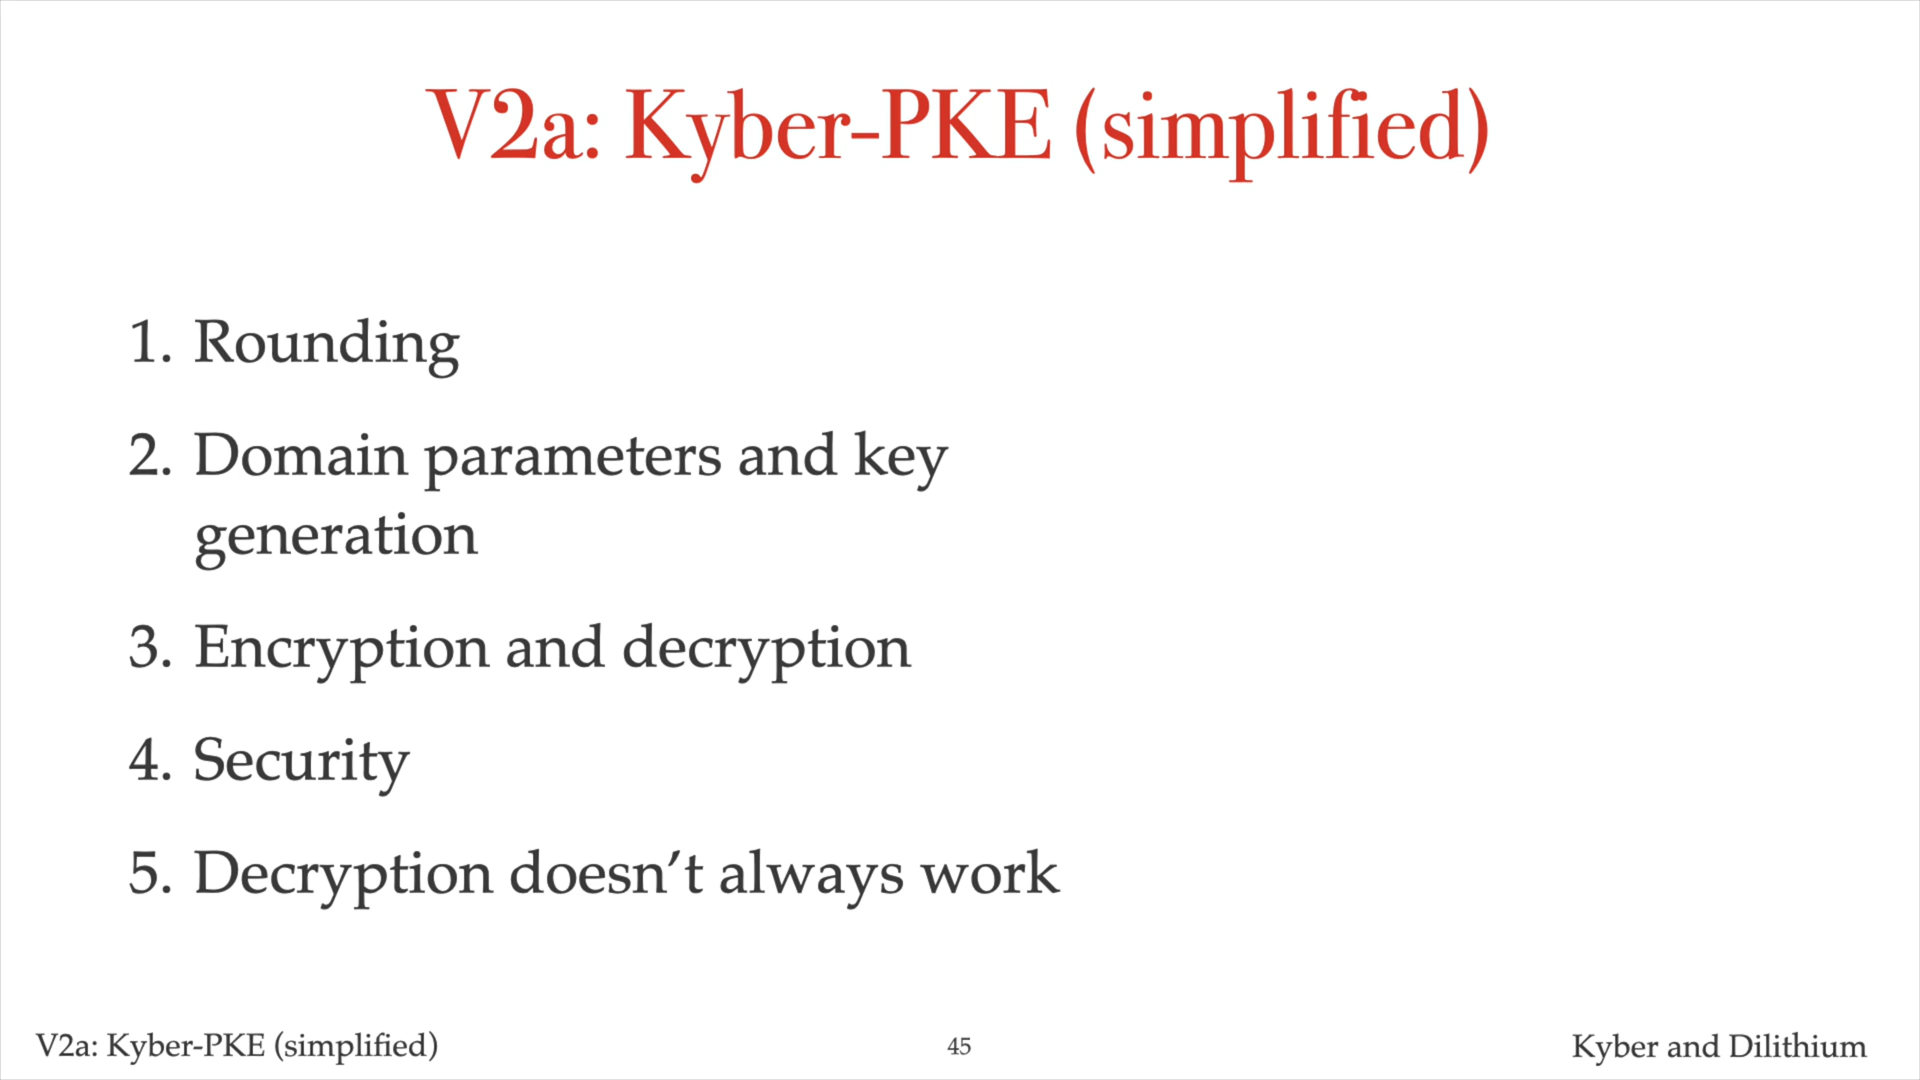 V2a: Kyber-PKE (simplified)
1. Rounding
2. Domain parameters and key
generation
3. Encryption and decryption
4. Security
5. Decryption doesn’t always work
V2a: Kyber-PKE (simplified)
45
Kyber and Dilithium